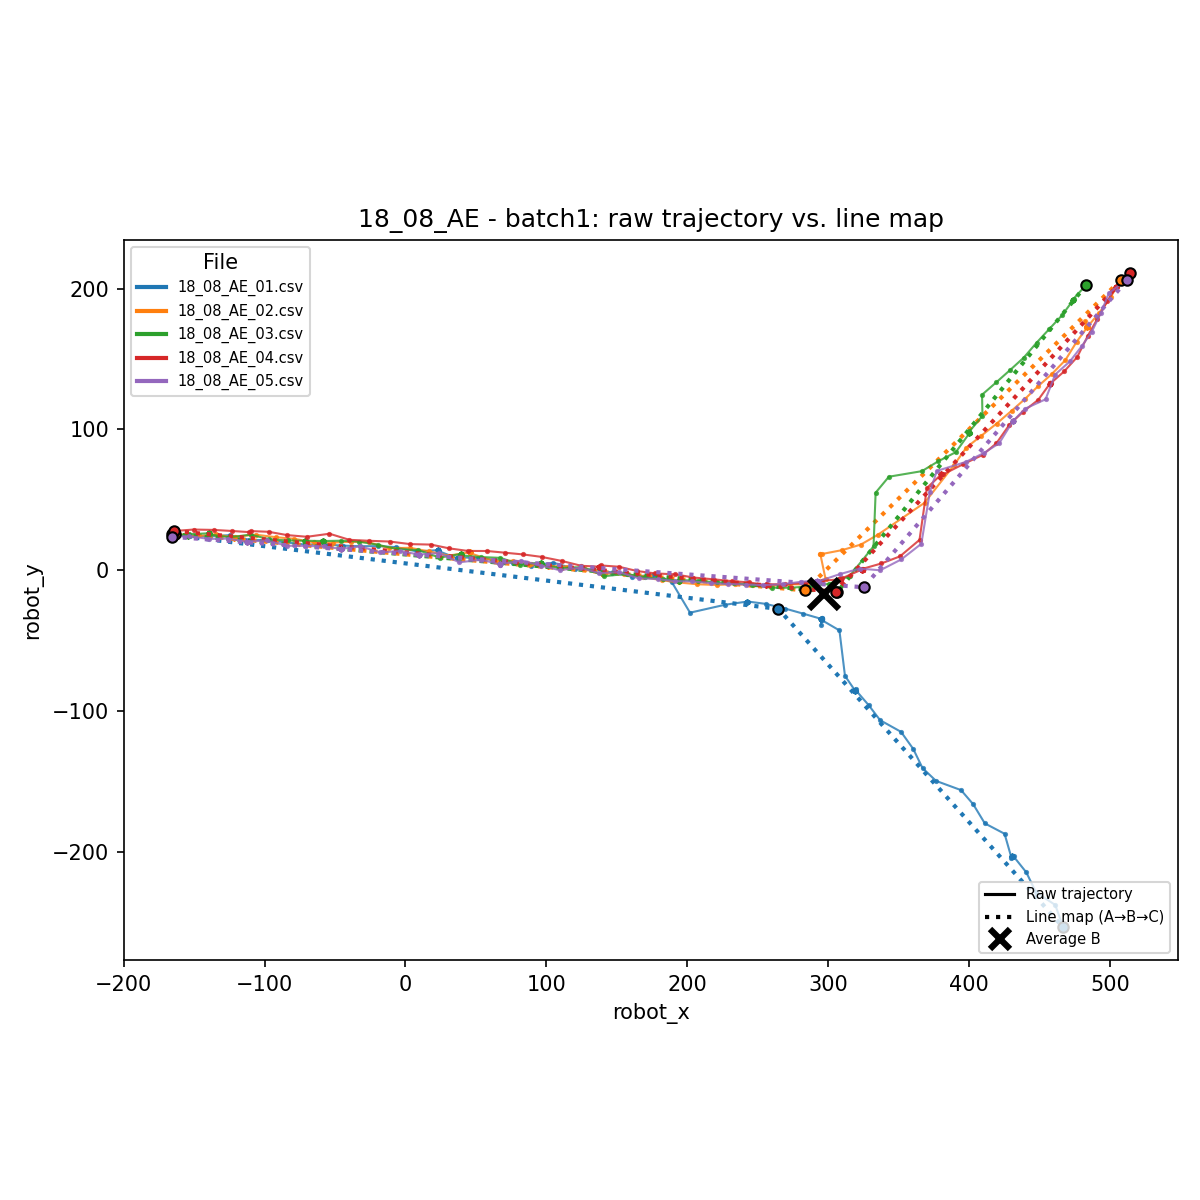 18_08_AE - batch1: raw trajectory vs. line map
File
18_08_AE_01.csv
18_08_AE_02.csv
18_08_AE_03.csv
18_08_AE_04.csv
18_08_AE_05.csv
robot_y
200
100
0
−100
−200
Raw trajectory
Line map (A→B→C)
Average B
−200 −100 0 100 200 300 400 500
robot_x